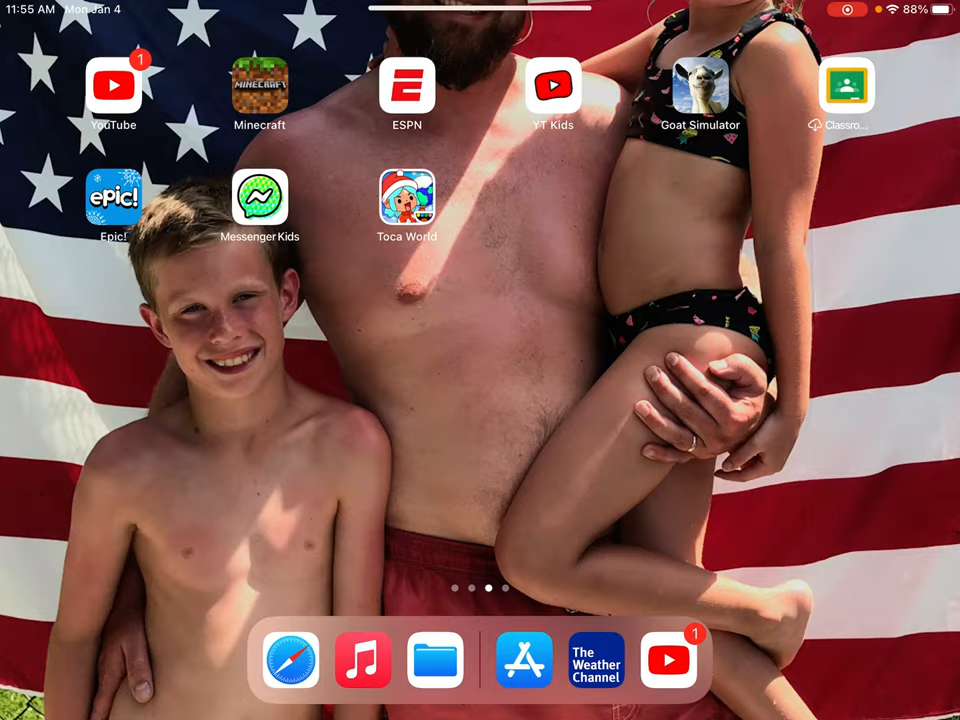 11:55 AM Mon Jan 4
88%
1
MINECRAFT
YouTube
Minecraft
ESPN
YT Kids
Goat Simulator
Classro...
epic!
Epic!
Messenger Kids
Toca World
The
Weather
Channel
1